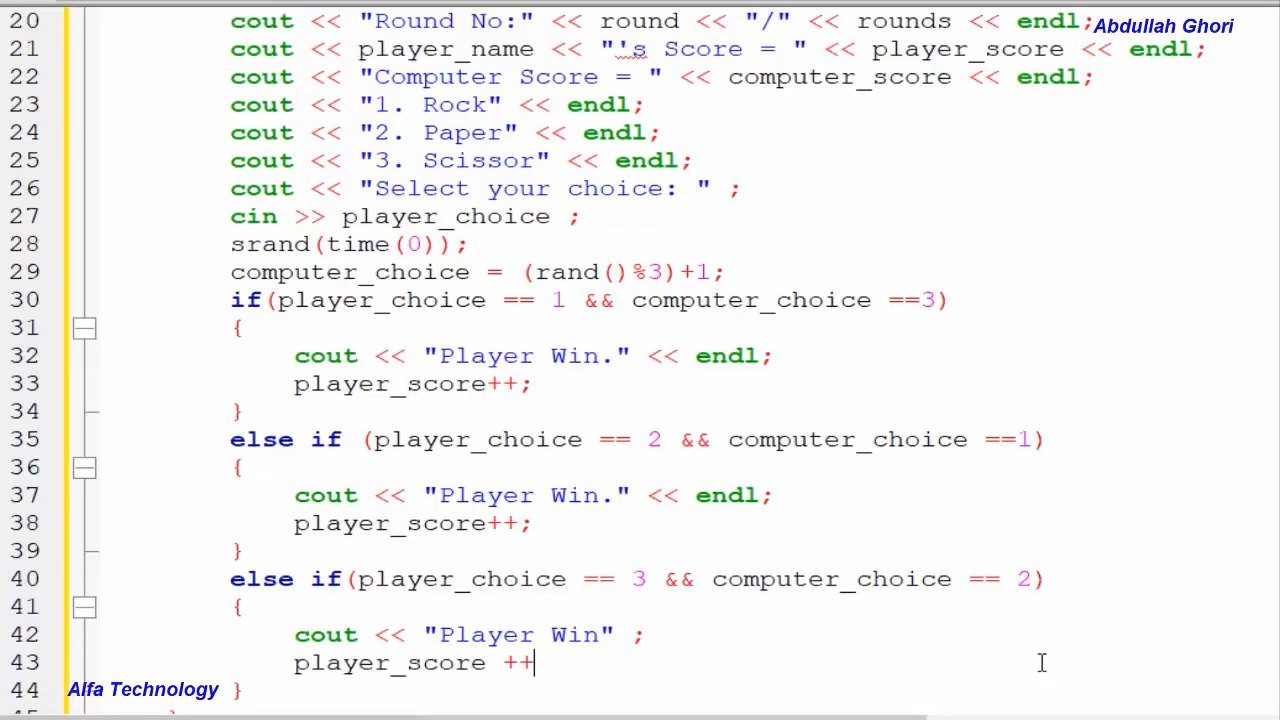 20 cout << "Round No:" << round << "/" << rounds << endl; Abdullah Ghori
21 cout << player_name << "'s Score = " << player_score << endl;
22 cout << "Computer Score = " << computer_score << endl;
23 cout << "1. Rock" << endl;
24 cout << "2. Paper" << endl;
25 cout << "3. Scissor" << endl;
26 cout << "Select your choice: " ;
27 cin >> player_choice ;
28 srand(time(0));
29 computer_choice = (rand()%3)+1;
30 if(player_choice == 1 && computer_choice ==3)
31 {
32 cout << "Player Win." << endl;
33 player_score++;
34 }
35 else if (player_choice == 2 && computer_choice ==1)
36 {
37 cout << "Player Win." << endl;
38 player_score++;
39 }
40 else if(player_choice == 3 && computer_choice == 2)
41 {
42 cout << "Player Win" ;
43 player_score ++
44 Alfa Technology }